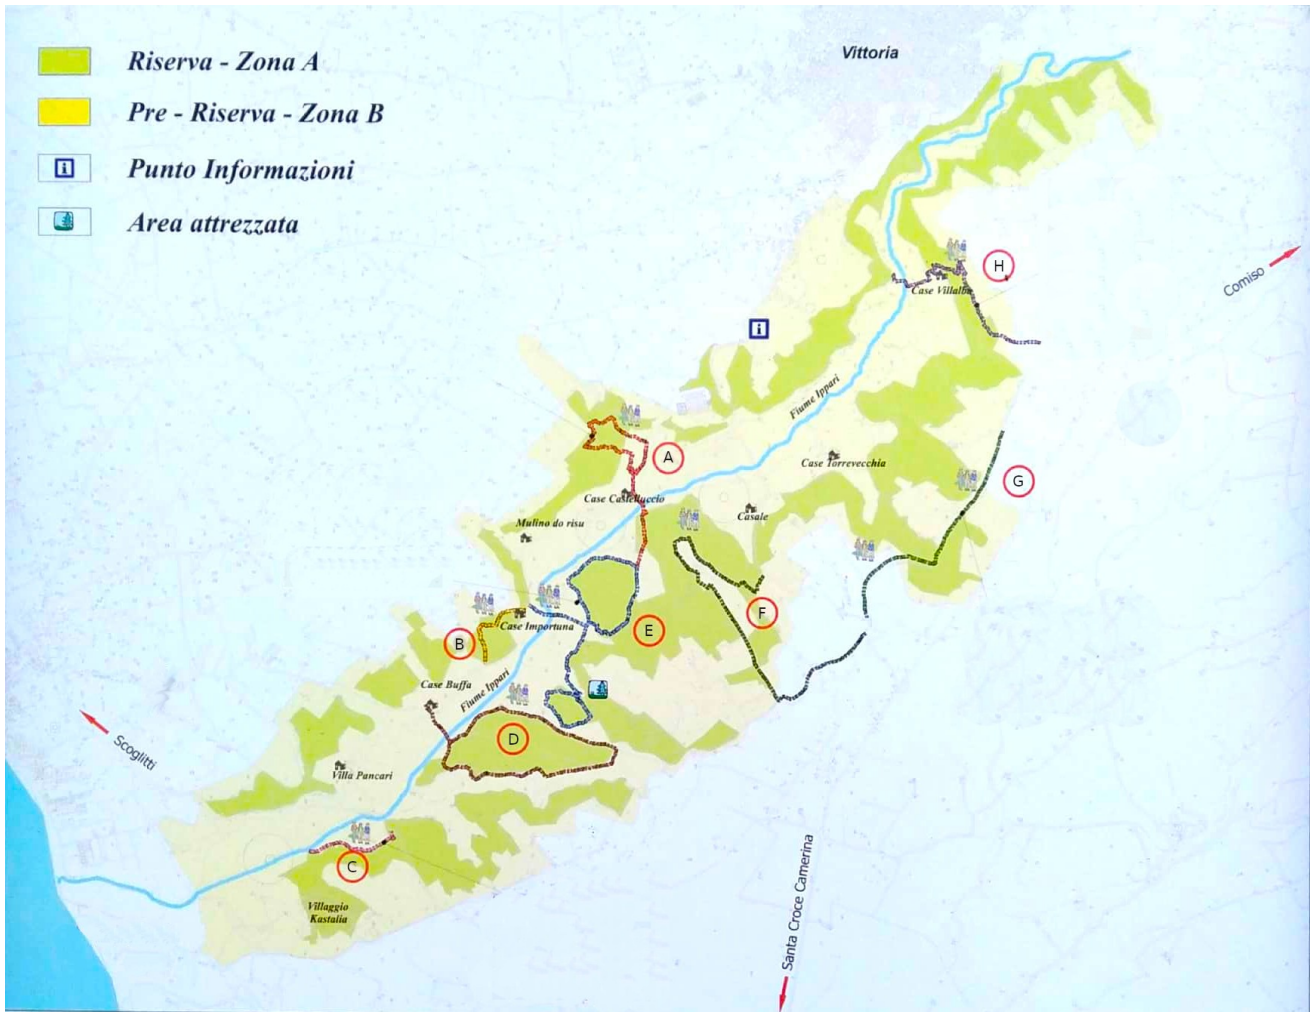 Vittoria
Riserva - Zona A
Pre - Riserva - Zona B
Punto Informazioni
Area attrezzata
i
i
H
Comiso
Case Villalba
Fiume Ippari
A
Case Castelluccio
Case Torrevecchia
G
Mulino do risu
Casale
Case Importuna
F
E
B
Case Buffa
Fiume Ippari
D
Scoglitti
Villa Pancari
C
Villaggio
Kastalia
Santa Croce Camerina